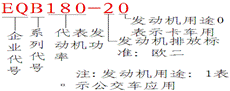 EQB180-20
企业代号
系列代号
代表发动机功率
发动机用途0表示卡车用
发动机排放标准：欧二
注：发动机用途：1表示公交车应用